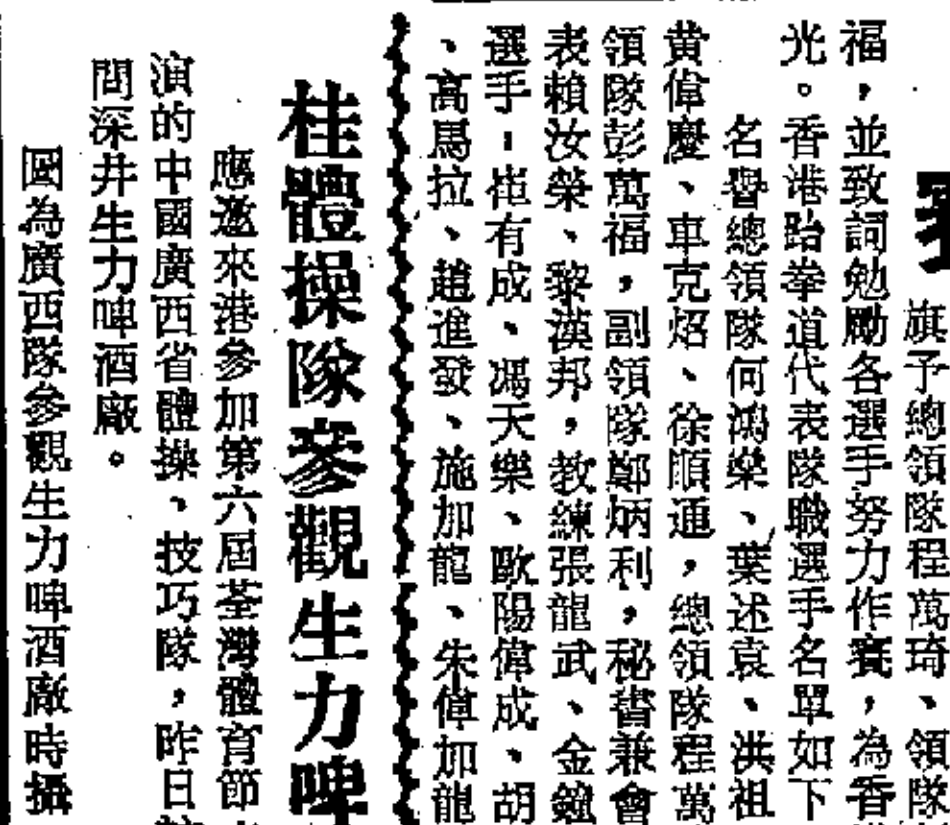 旗予總領隊程萬琦、領隊
福，並致詞勉勵各選手努力作賽，為香
光。香港跆拳道代表隊職選手名單如下
名譽總領隊何鴻燊、葉述袁、洪祖
黄偉慶、車克炤、徐順通，總領隊程萬
領隊彭萬福，副領隊鄭炳利，秘書兼會
表賴汝榮、黎漢邦，教練張龍武、金鐘
選手：崔有成、馮天樂、歐陽偉成、胡
、高馬拉、趙進發、施加龍、朱偉加龍
桂體操隊參觀生力啤
應邀來港參加第六屆荃灣體育節
演的中國廣西省體操、技巧隊，昨日
問深井生力啤酒廠。
圖為廣西隊參觀生力啤酒廠時攝